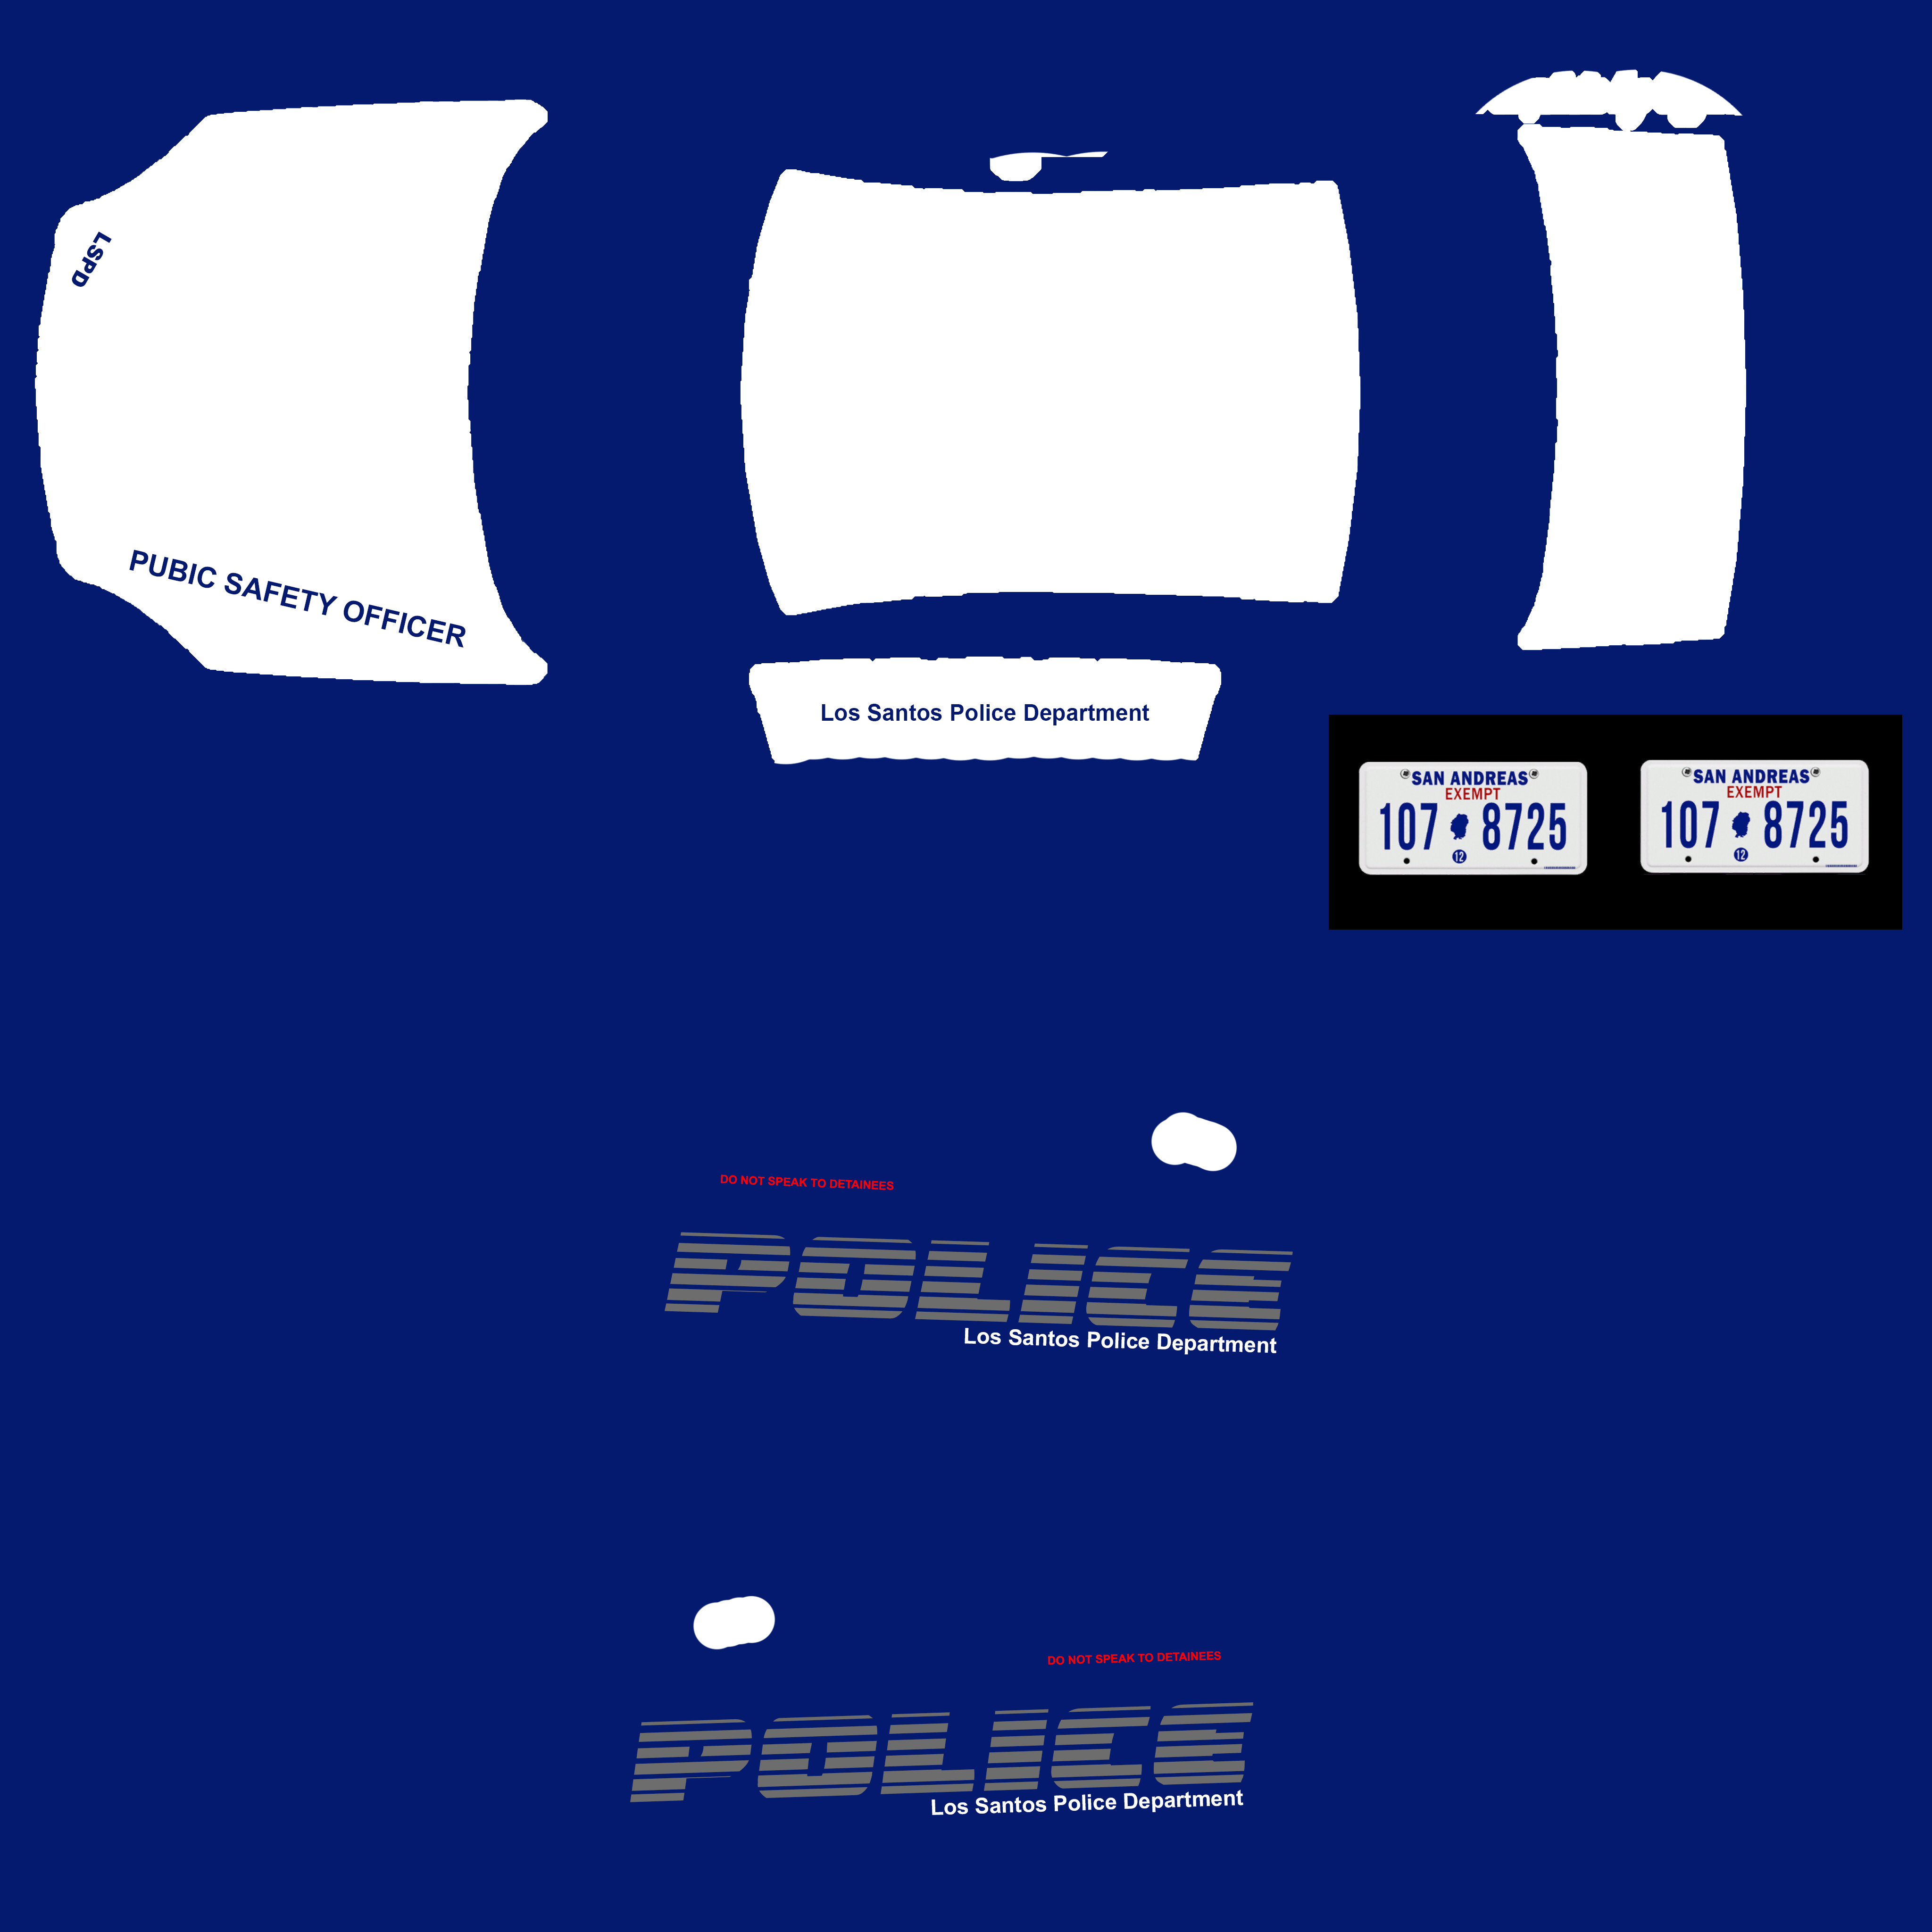 LSPD
PUBIC SAFETY OFFICER
Los Santos Police Department
SAN ANDREAS
EXEMPT
107 8725
12
SAN ANDREAS
EXEMPT
107 8725
12
DO NOT SPEAK TO DETAINEES
POLICE
Los Santos Police Department
DO NOT SPEAK TO DETAINEES
POLICE
Los Santos Police Department